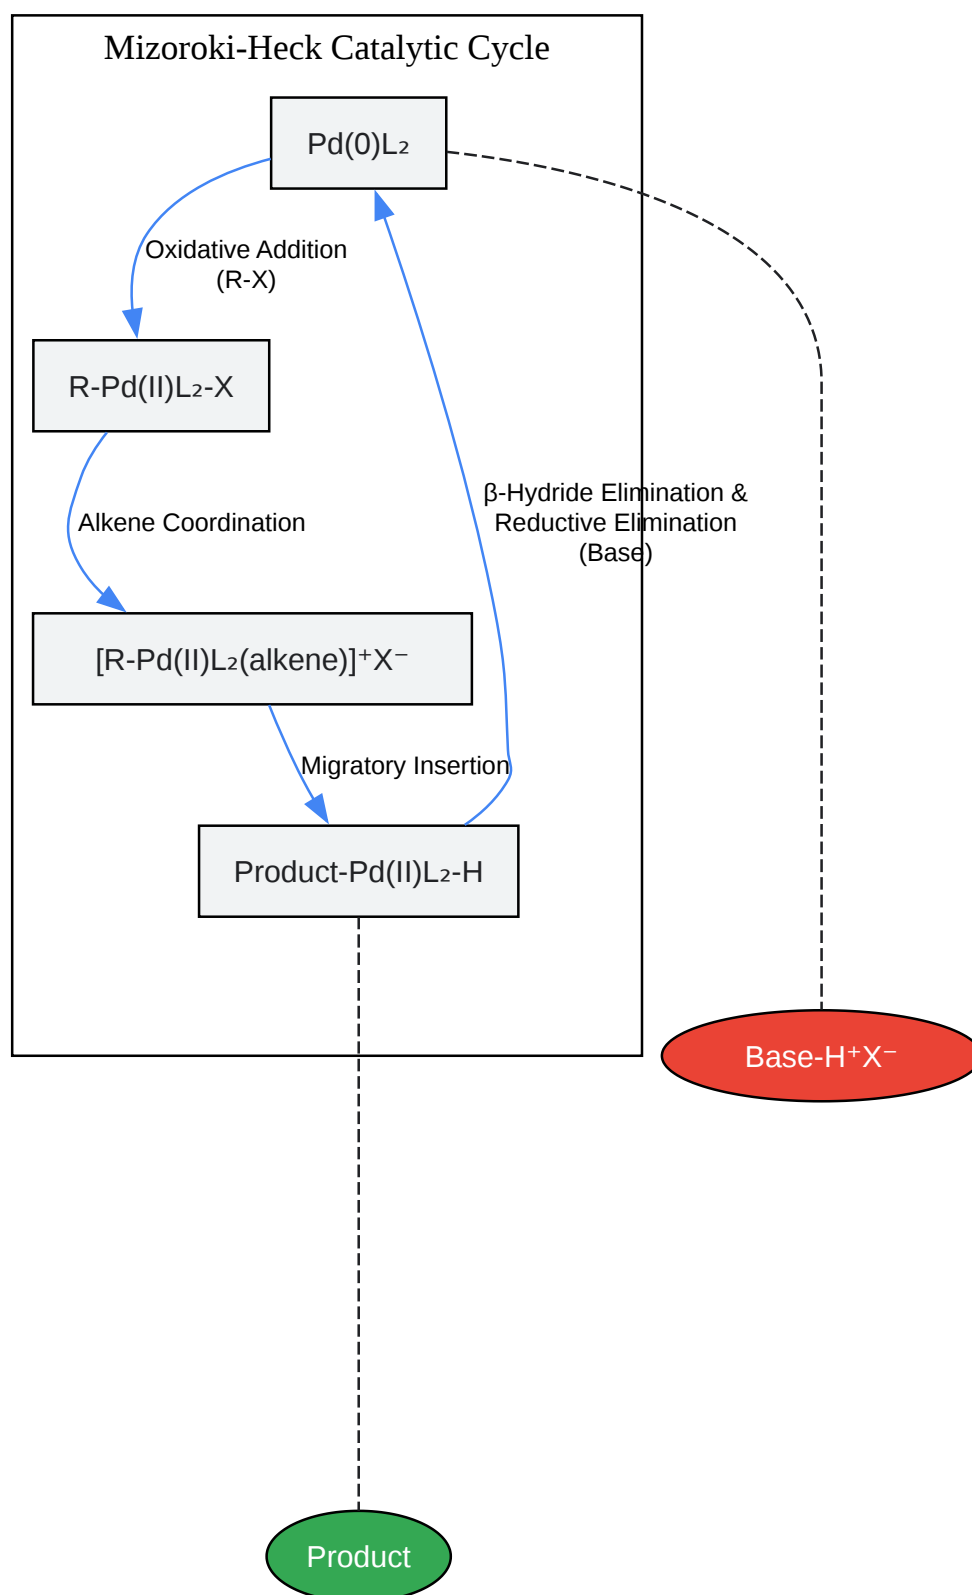 Mizoroki-Heck Catalytic Cycle
Pd(0)L₂
Oxidative Addition
(R-X)
R-Pd(II)L₂-X
β-Hydride Elimination &
Reductive Elimination
(Base)
Alkene Coordination
[R-Pd(II)L₂(alkene)]⁺X⁻
Migratory Insertion
Product-Pd(II)L₂-H
Base-H⁺X⁻
Product